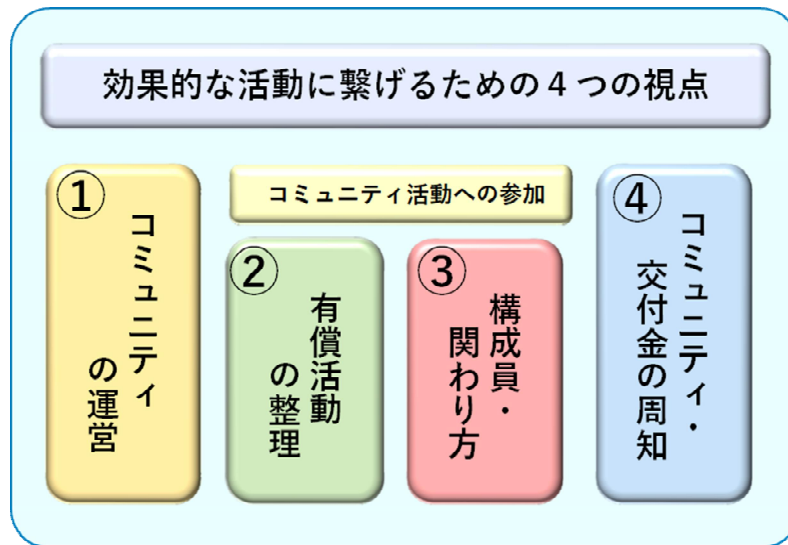 効果的な活動に繋げるための4つの視点
①
コミュニティ
の運営
コミュニティ活動への参加
②
有償活動
の整理
③
構成員・
関わり方
④
コミュニティ・
交付金の周知